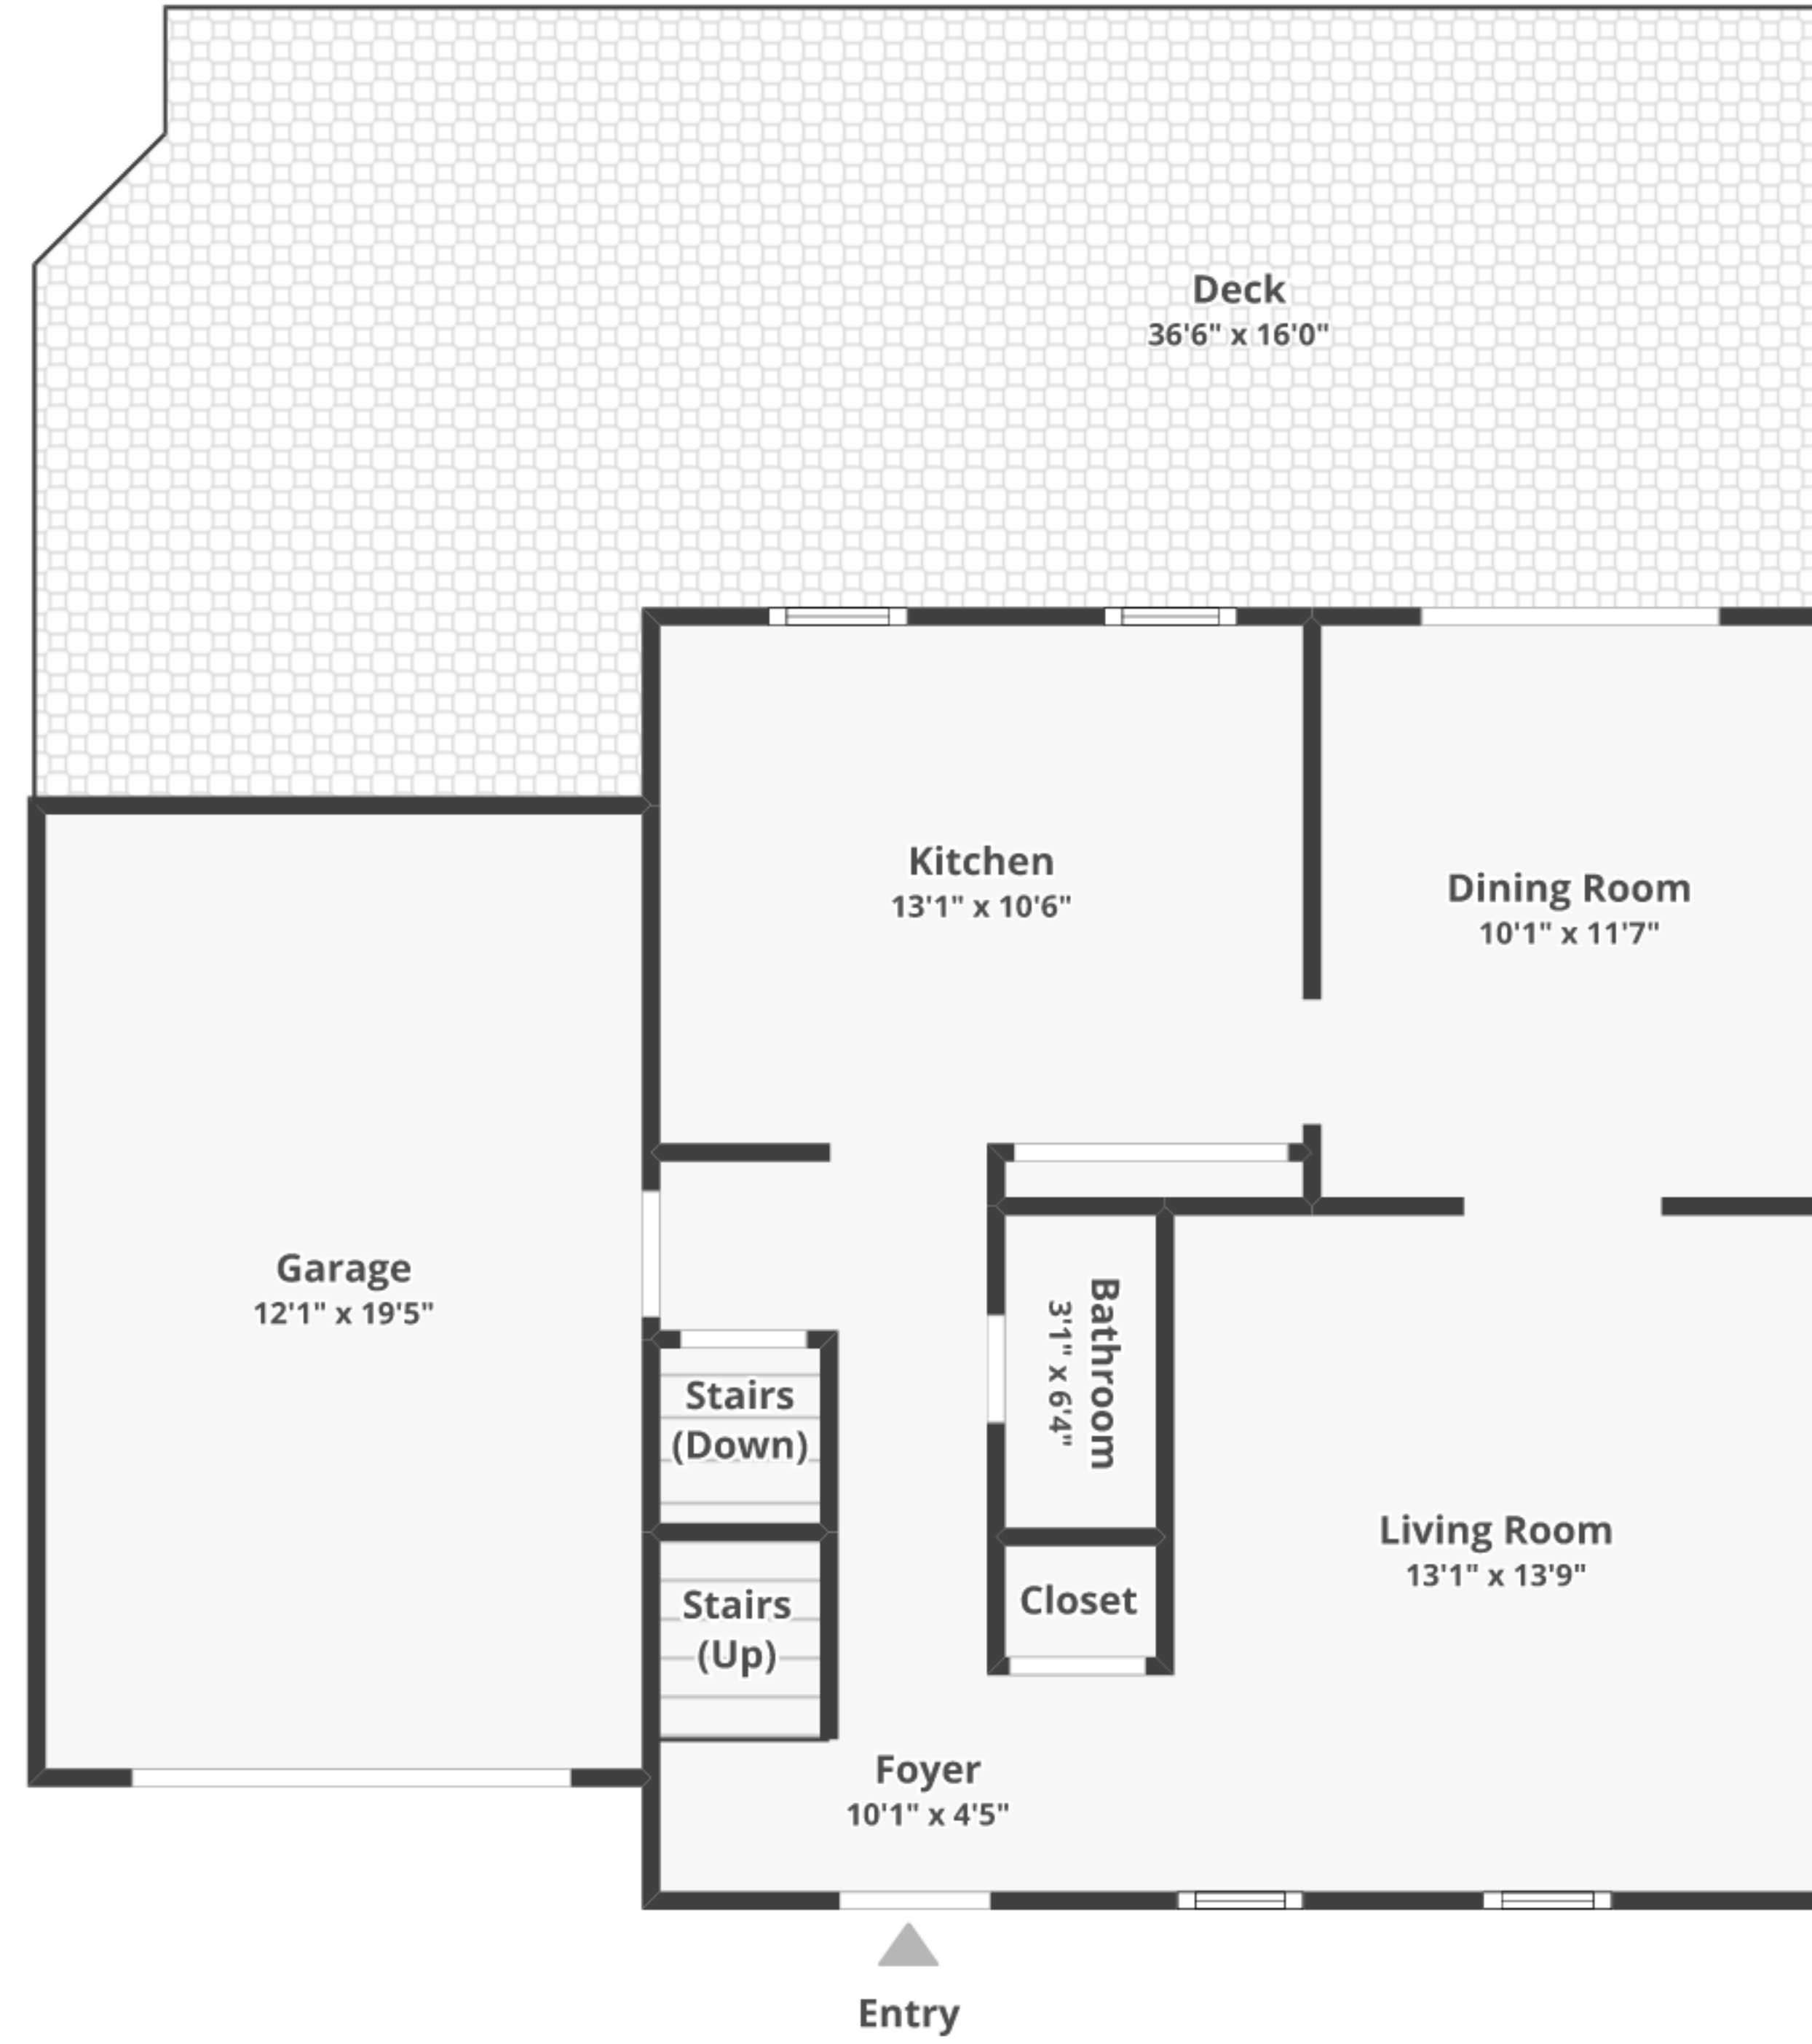 Deck
36'6" x 16'0"
Kitchen
13'1" x 10'6"
Dining Room
10'1" x 11'7"
Garage
12'1" x 19'5"
Bathroom
3'1" x 6'4"
Stairs
(Down)
Living Room
13'1" x 13'9"
Closet
Stairs
(Up)
Foyer
10'1" x 4'5"
Entry